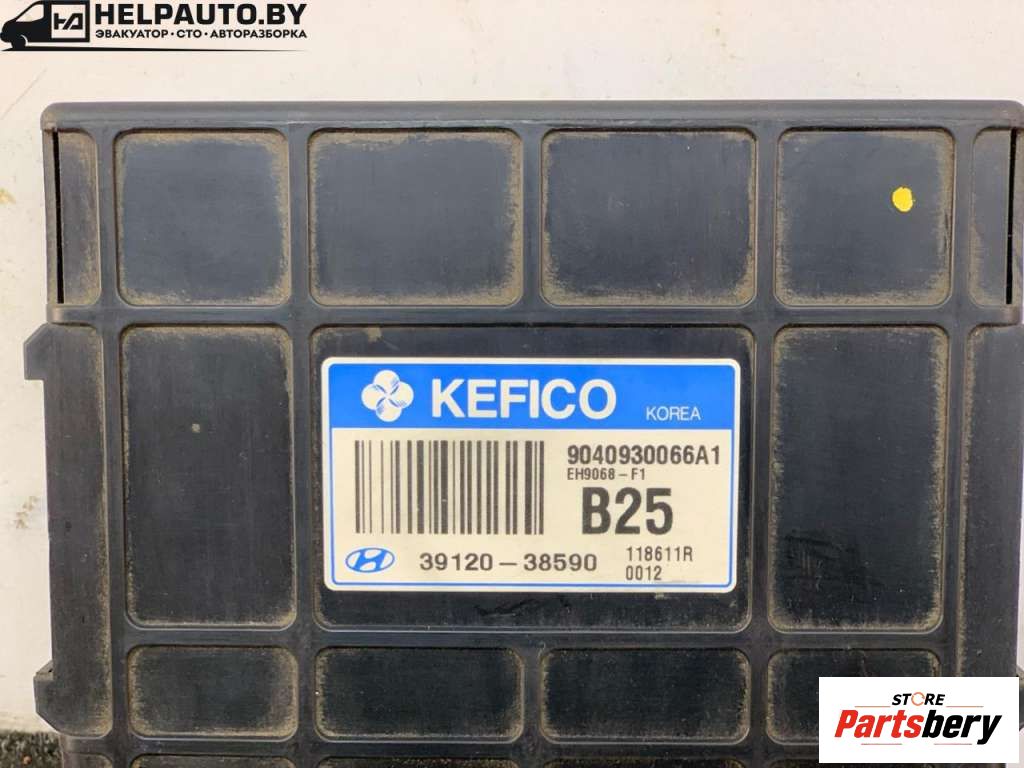 HELPAUTO.BY
ЭВАКУАТОР • СТО • АВТОРАЗБОРКА
KEFICO KOREA
9040930066A1
EH9068-F1
B25
39120-38590
118611R
0012
STORE
Partsbery